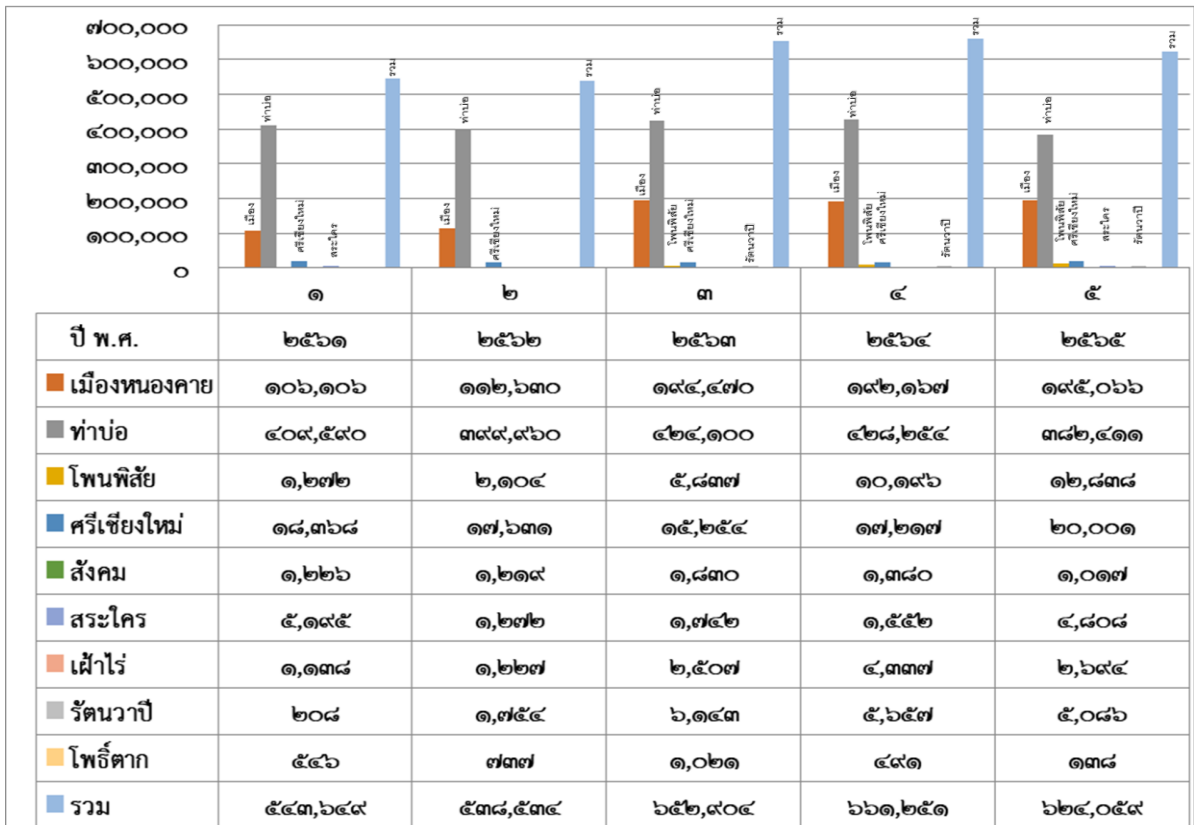 ๗๐๐,๐๐๐
๖๐๐,๐๐๐
๕๐๐,๐๐๐
๔๐๐,๐๐๐
๓๐๐,๐๐๐
๒๐๐,๐๐๐
๑๐๐,๐๐๐
๐
เมือง ท่าบ่อ ศรีเชียงใหม่ สระใคร รวม
เมือง ท่าบ่อ ศรีเชียงใหม่ รวม
เมือง ท่าบ่อ โพนพิสัย ศรีเชียงใหม่ รัตนวาปี รวม
เมือง ท่าบ่อ โพนพิสัย ศรีเชียงใหม่ รัตนวาปี รวม
เมือง ท่าบ่อ โพนพิสัย ศรีเชียงใหม่ สระใคร รัตนวาปี รวม
๑ ๒ ๓ ๔ ๕
ปี พ.ศ. ๒๕๖๑ ๒๕๖๒ ๒๕๖๓ ๒๕๖๔ ๒๕๖๕
เมืองหนองคาย ๑๐๖,๑๐๖ ๑๑๒,๖๓๐ ๑๙๔,๔๗๐ ๑๙๒,๑๖๗ ๑๙๕,๐๖๖
ท่าบ่อ ๔๐๙,๕๙๐ ๓๙๙,๙๖๐ ๔๒๔,๑๐๐ ๔๒๘,๒๕๔ ๓๘๒,๔๑๑
โพนพิสัย ๑,๒๗๒ ๒,๑๐๔ ๕,๘๓๗ ๑๐,๑๙๖ ๑๒,๘๓๘
ศรีเชียงใหม่ ๑๘,๓๖๘ ๑๗,๖๓๑ ๑๕,๒๕๔ ๑๗,๒๑๗ ๒๐,๐๐๑
สังคม ๑,๒๒๖ ๑,๒๑๙ ๑,๘๓๐ ๑,๓๘๐ ๑,๐๑๗
สระใคร ๕,๑๙๕ ๑,๒๗๒ ๑,๗๔๒ ๑,๕๕๒ ๔,๘๐๘
เฝ้าไร่ ๑,๑๓๘ ๑,๒๒๗ ๒,๕๐๗ ๔,๓๓๗ ๒,๖๙๔
รัตนวาปี ๒๐๘ ๑,๗๕๔ ๖,๑๔๓ ๕,๖๕๗ ๕,๐๘๖
โพธิ์ตาก ๕๔๖ ๗๓๗ ๑,๐๒๑ ๔๙๑ ๑๓๘
รวม ๕๔๓,๖๔๙ ๕๓๘,๕๓๔ ๖๕๒,๙๐๔ ๖๖๑,๒๕๑ ๖๒๔,๐๕๙